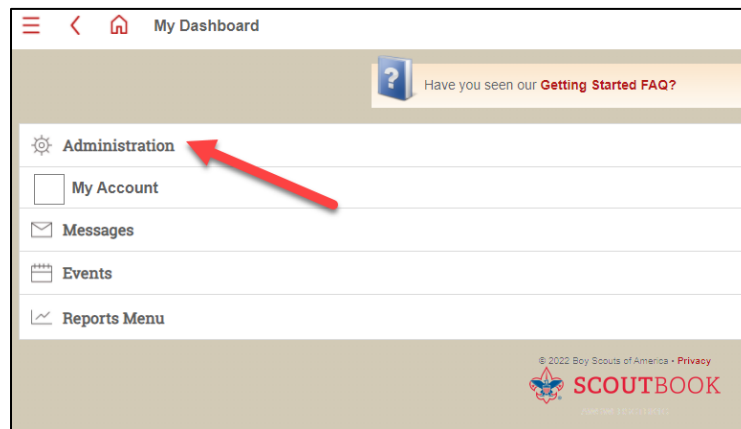 My Dashboard
?
Have you seen our Getting Started FAQ?
Administration
My Account
Messages
Events
Reports Menu
© 2022 Boy Scouts of America • Privacy
SCOUTBOOK